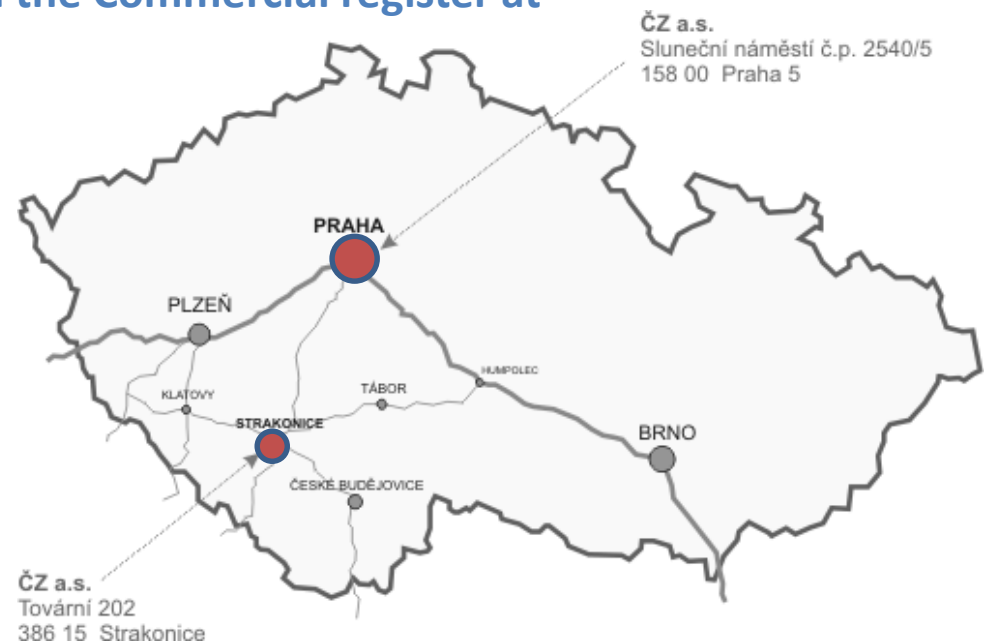 the Commercial register at
ČZ a.s.
Sluneční náměstí č.p. 2540/5
158 00 Praha 5
PRAHA
PLZEŇ
HUMPOLEC
TÁBOR
KLATOVY
STRAKONICE
BRNO
ČESKÉ BUDĚJOVICE
ČZ a.s.
Tovární 202
386 15 Strakonice